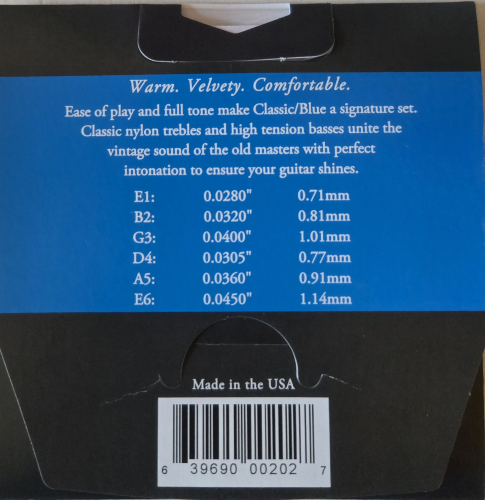 Warm. Velvety. Comfortable.
Ease of play and full tone make Classic/Blue a signature set.
Classic nylon trebles and high tension basses unite the
vintage sound of the old masters with perfect
intonation to ensure your guitar shines.
E1: 0.0280" 0.71mm
B2: 0.0320" 0.81mm
G3: 0.0400" 1.01mm
D4: 0.0305" 0.77mm
A5: 0.0360" 0.91mm
E6: 0.0450" 1.14mm
Made in the USA
6 39690 00202 7